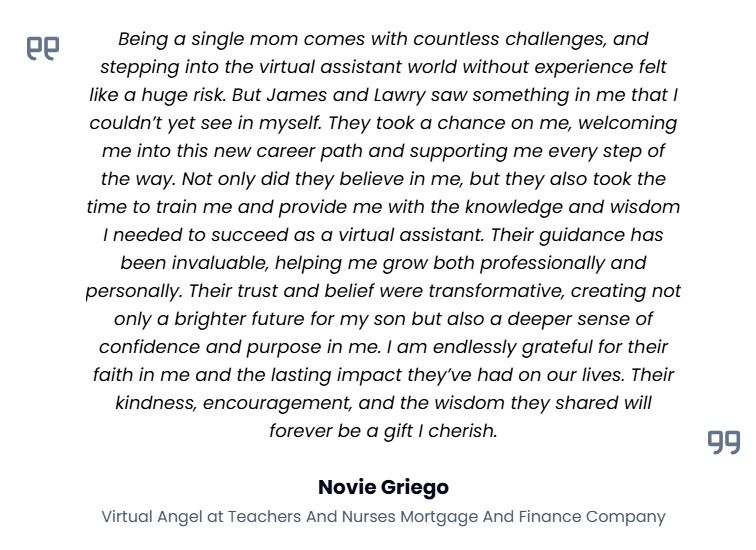 Being a single mom comes with countless challenges, and
stepping into the virtual assistant world without experience felt
like a huge risk. But James and Lawry saw something in me that I
couldn’t yet see in myself. They took a chance on me, welcoming
me into this new career path and supporting me every step of
the way. Not only did they believe in me, but they also took the
time to train me and provide me with the knowledge and wisdom
I needed to succeed as a virtual assistant. Their guidance has
been invaluable, helping me grow both professionally and
personally. Their trust and belief were transformative, creating not
only a brighter future for my son but also a deeper sense of
confidence and purpose in me. I am endlessly grateful for their
faith in me and the lasting impact they’ve had on our lives. Their
kindness, encouragement, and the wisdom they shared will
forever be a gift I cherish.
Novie Griego
Virtual Angel at Teachers And Nurses Mortgage And Finance Company